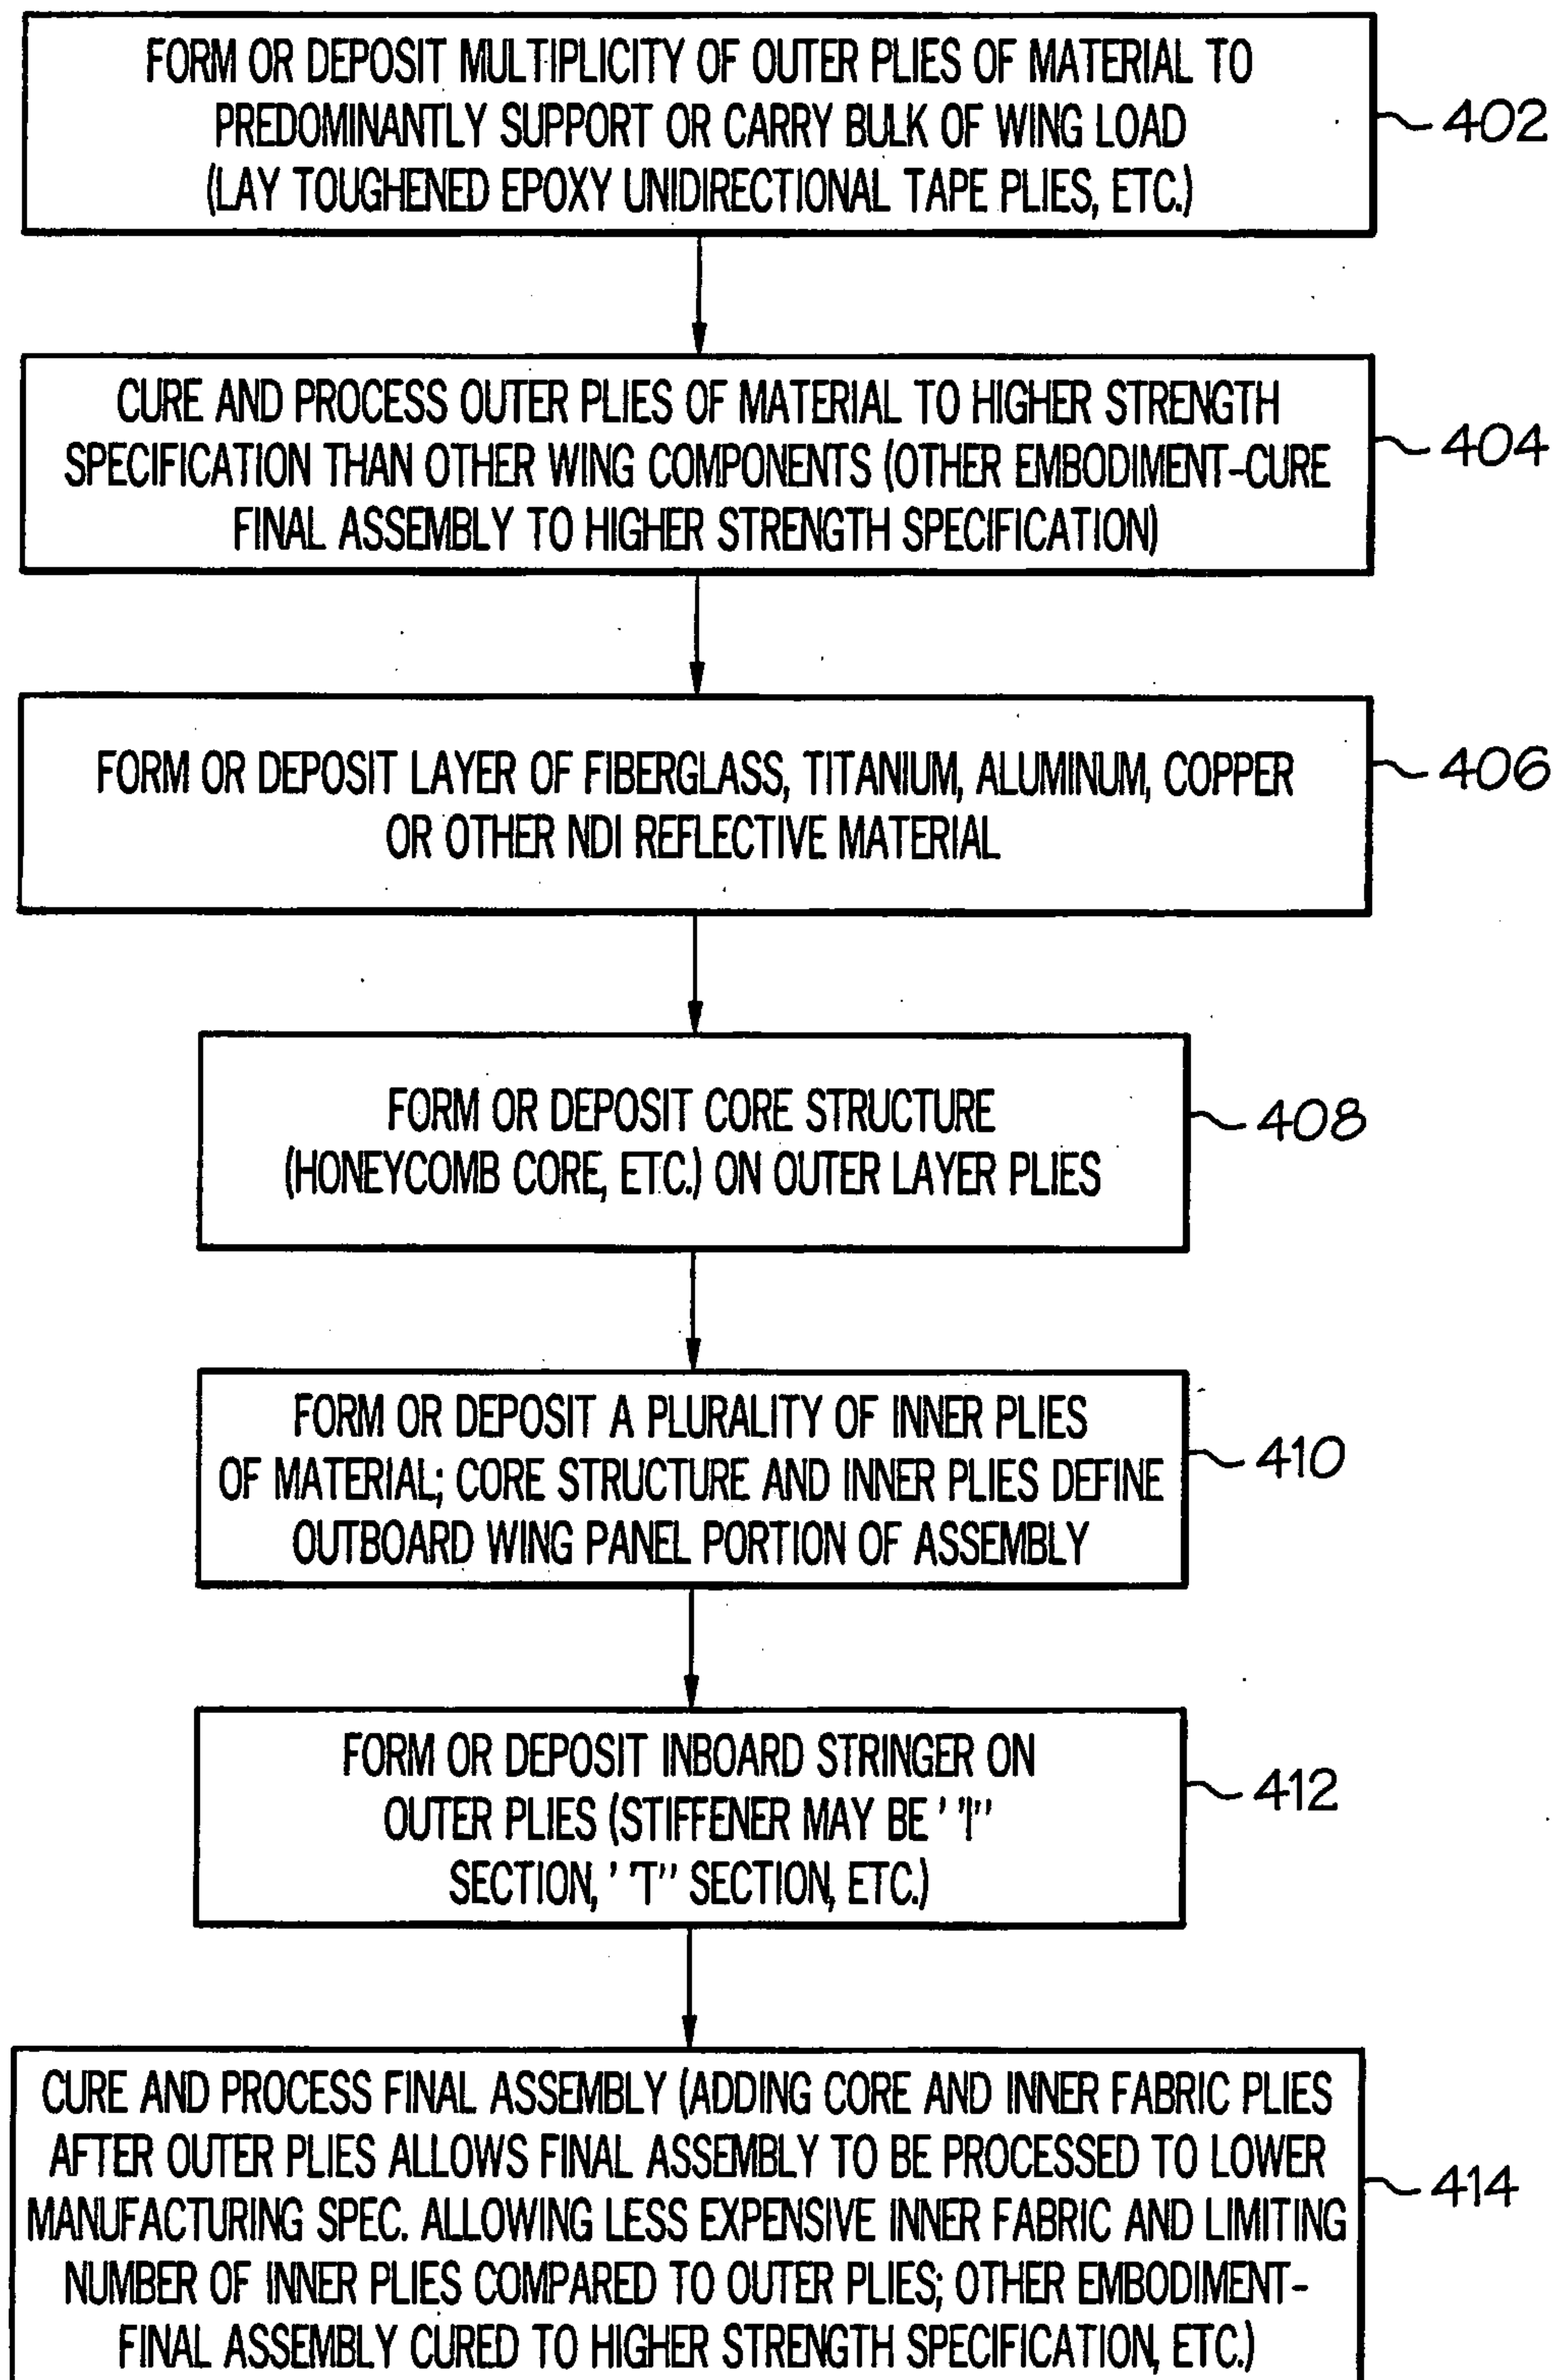 FORM OR DEPOSIT MULTIPLICITY OF OUTER PLIES OF MATERIAL TO
PREDOMINANTLY SUPPORT OR CARRY BULK OF WING LOAD
(LAY TOUGHENED EPOXY UNIDIRECTIONAL TAPE PLIES, ETC.)
402
CURE AND PROCESS OUTER PLIES OF MATERIAL TO HIGHER STRENGTH
SPECIFICATION THAN OTHER WING COMPONENTS (OTHER EMBODIMENT-CURE
FINAL ASSEMBLY TO HIGHER STRENGTH SPECIFICATION)
404
FORM OR DEPOSIT LAYER OF FIBERGLASS, TITANIUM, ALUMINUM, COPPER
OR OTHER NDI REFLECTIVE MATERIAL
406
FORM OR DEPOSIT CORE STRUCTURE
(HONEYCOMB CORE, ETC.) ON OUTER LAYER PLIES
408
FORM OR DEPOSIT A PLURALITY OF INNER PLIES
OF MATERIAL; CORE STRUCTURE AND INNER PLIES DEFINE
OUTBOARD WING PANEL PORTION OF ASSEMBLY
410
FORM OR DEPOSIT INBOARD STRINGER ON
OUTER PLIES (STIFFENER MAY BE ' 'I''
SECTION, ' 'T'' SECTION, ETC.)
412
CURE AND PROCESS FINAL ASSEMBLY (ADDING CORE AND INNER FABRIC PLIES
AFTER OUTER PLIES ALLOWS FINAL ASSEMBLY TO BE PROCESSED TO LOWER
MANUFACTURING SPEC. ALLOWING LESS EXPENSIVE INNER FABRIC AND LIMITING
NUMBER OF INNER PLIES COMPARED TO OUTER PLIES; OTHER EMBODIMENT-
FINAL ASSEMBLY CURED TO HIGHER STRENGTH SPECIFICATION, ETC.)
414